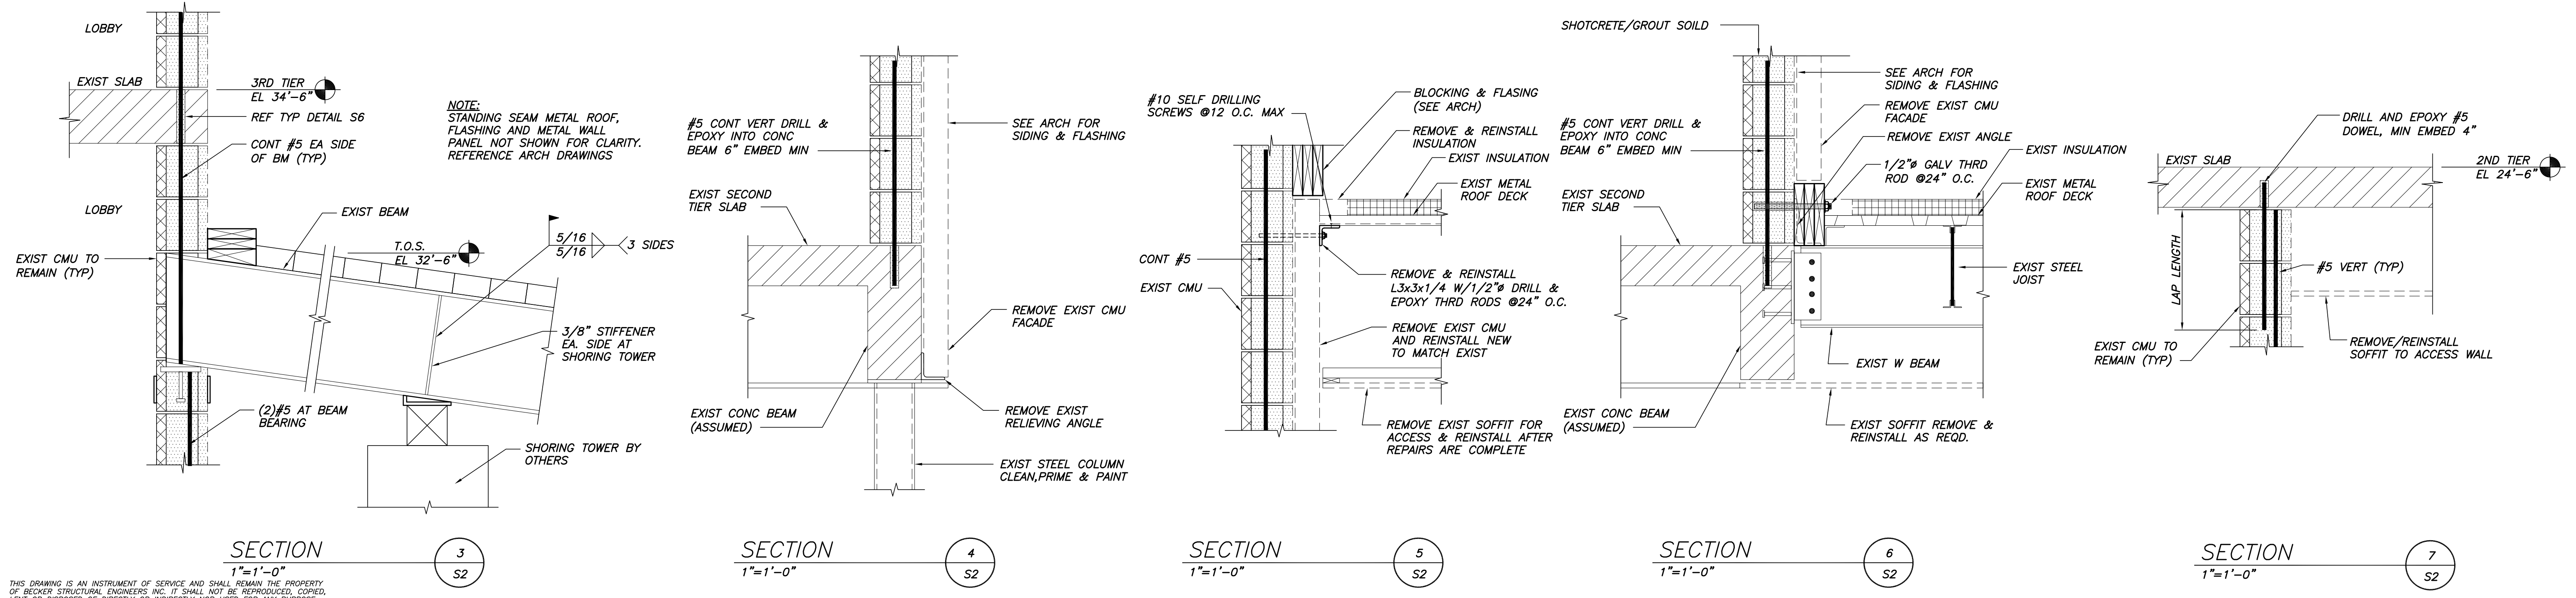 LOBBY
EXIST SLAB
3RD TIER
EL 34'-6"
REF TYP DETAIL S6
CONT #5 EA SIDE
OF BM (TYP)
NOTE:
STANDING SEAM METAL ROOF,
FLASHING AND METAL WALL
PANEL NOT SHOWN FOR CLARITY.
REFERENCE ARCH DRAWINGS
LOBBY
EXIST BEAM
EXIST CMU TO
REMAIN (TYP)
T.O.S.
EL 32'-6"
5/16
5/16
3 SIDES
3/8" STIFFENER
EA. SIDE AT
SHORING TOWER
(2)#5 AT BEAM
BEARING
SHORING TOWER BY
OTHERS
SECTION
1"=1'-0"
3
S2
THIS DRAWING IS AN INSTRUMENT OF SERVICE AND SHALL REMAIN THE PROPERTY
OF BECKER STRUCTURAL ENGINEERS INC. IT SHALL NOT BE REPRODUCED, COPIED,
#5 CONT VERT DRILL &
EPOXY INTO CONC
BEAM 6" EMBED MIN
SEE ARCH FOR
SIDING & FLASHING
EXIST SECOND
TIER SLAB
REMOVE EXIST CMU
FACADE
EXIST CONC BEAM
(ASSUMED)
REMOVE EXIST
RELIEVING ANGLE
EXIST STEEL COLUMN
CLEAN,PRIME & PAINT
SECTION
1"=1'-0"
4
S2
#10 SELF DRILLING
SCREWS @12 O.C. MAX
BLOCKING & FLASING
(SEE ARCH)
REMOVE & REINSTALL
INSULATION
EXIST INSULATION
EXIST METAL
ROOF DECK
CONT #5
EXIST CMU
REMOVE & REINSTALL
L3x3x1/4 W/1/2"ø DRILL &
EPOXY THRD RODS @24" O.C.
REMOVE EXIST CMU
AND REINSTALL NEW
TO MATCH EXIST
REMOVE EXIST SOFFIT FOR
ACCESS & REINSTALL AFTER
REPAIRS ARE COMPLETE
SECTION
1"=1'-0"
5
S2
SHOTCRETE/GROUT SOILD
SEE ARCH FOR
SIDING & FLASHING
REMOVE EXIST CMU
FACADE
REMOVE EXIST ANGLE
#5 CONT VERT DRILL &
EPOXY INTO CONC
BEAM 6" EMBED MIN
1/2"ø GALV THRD
ROD @24" O.C.
EXIST INSULATION
EXIST METAL
ROOF DECK
EXIST SECOND
TIER SLAB
EXIST STEEL
JOIST
EXIST W BEAM
EXIST CONC BEAM
(ASSUMED)
EXIST SOFFIT REMOVE &
REINSTALL AS REQD.
SECTION
1"=1'-0"
6
S2
DRILL AND EPOXY #5
DOWEL, MIN EMBED 4"
EXIST SLAB
2ND TIER
EL 24'-6"
LAP LENGTH
#5 VERT (TYP)
EXIST CMU TO
REMAIN (TYP)
REMOVE/REINSTALL
SOFFIT TO ACCESS WALL
SECTION
1"=1'-0"
7
S2